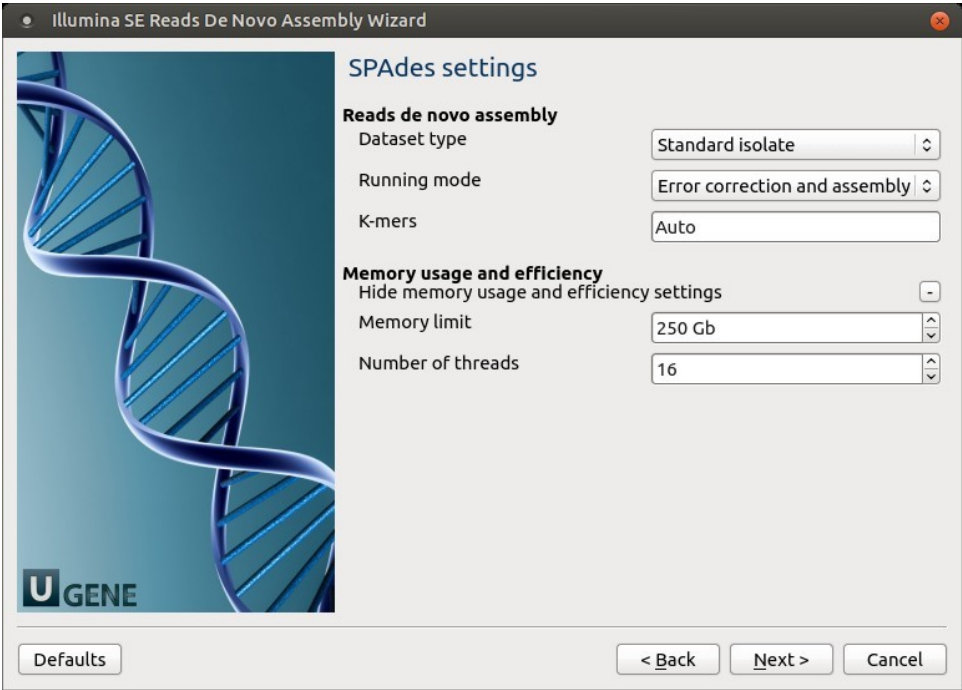 Illumina SE Reads De Novo Assembly Wizard
SPAdes settings
Reads de novo assembly
Dataset type
Standard isolate
Running mode
Error correction and assembly
K-mers
Auto
Memory usage and efficiency
Hide memory usage and efficiency settings
-
Memory limit
250 Gb
Number of threads
16
U GENE
Defaults
< Back
Next >
Cancel